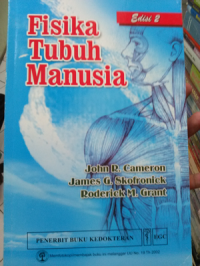 Edisi 2
Fisika
Tubuh
Manusia
John R. Cameron
James G. Skofronick
Roderick M. Grant
PENERBIT BUKU KEDOKTERAN EGC